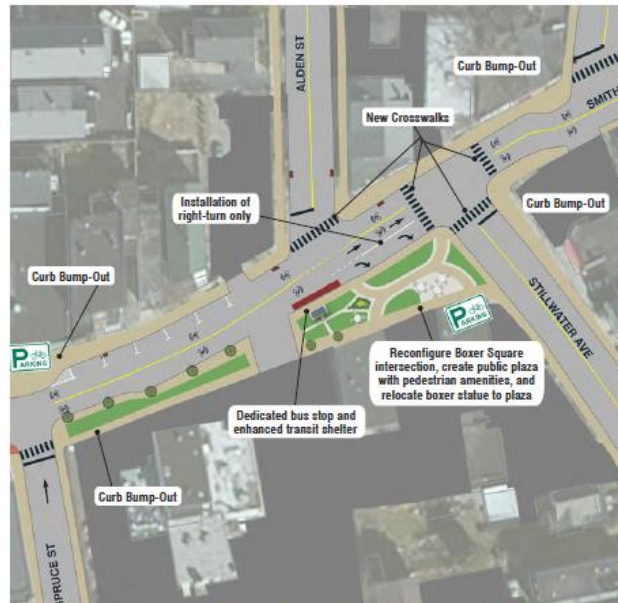 ALDEN ST
Curb Bump-Out
SMITH
New Crosswalks
Installation of
right-turn only
Curb Bump-Out
Curb Bump-Out
STILLWATER AVE
P
PARKING
P
PARKING
Reconfigure Boxer Square
intersection, create public plaza
with pedestrian amenities, and
relocate boxer statue to plaza
Dedicated bus stop and
enhanced transit shelter
Curb Bump-Out
SPRUCE ST